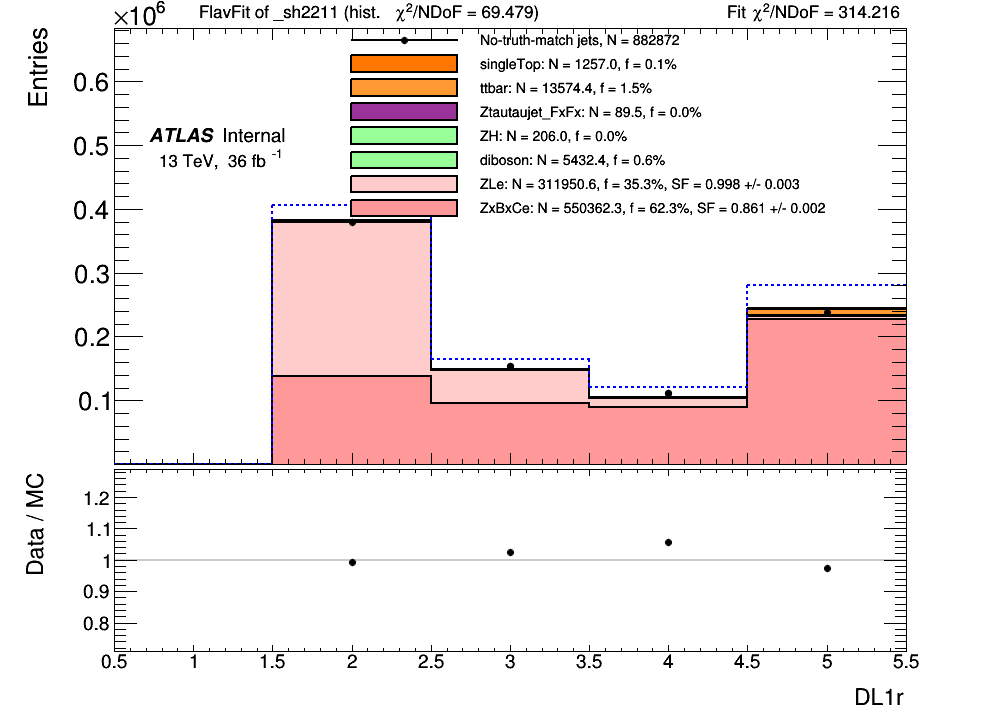 ×10⁶ FlavFit of _sh2211 (hist. χ²/NDoF = 69.479) Fit χ²/NDoF = 314.216
Entries
No-truth-match jets, N = 882872
singleTop: N = 1257.0, f = 0.1%
ttbar: N = 13574.4, f = 1.5%
Ztautaujet_FxFx: N = 89.5, f = 0.0%
ZH: N = 206.0, f = 0.0%
diboson: N = 5432.4, f = 0.6%
ZLe: N = 311950.6, f = 35.3%, SF = 0.998 +/- 0.003
ZxBxCe: N = 550362.3, f = 62.3%, SF = 0.861 +/- 0.002
ATLAS Internal
13 TeV, 36 fb⁻¹
0.6
0.5
0.4
0.3
0.2
0.1
Data / MC
1.2
1.1
1
0.9
0.8
0.5 1 1.5 2 2.5 3 3.5 4 4.5 5 5.5
DL1r